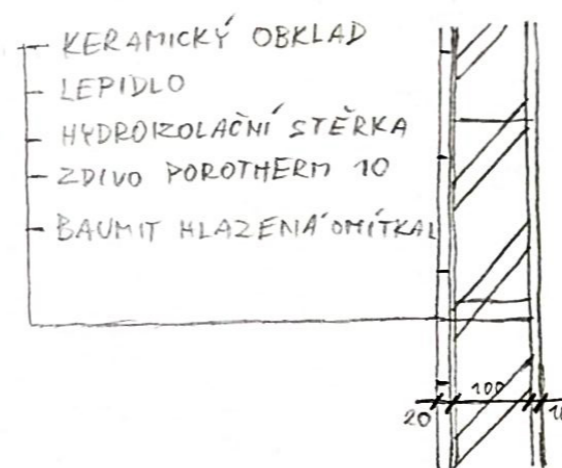 KERAMICKÝ OBKLAD
LEPIDLO
HYDROIZOLAČNÍ STĚRKA
ZDIVO POROTHERM 10
BAUMIT HLAZENÁ OMÍTKA
100
20